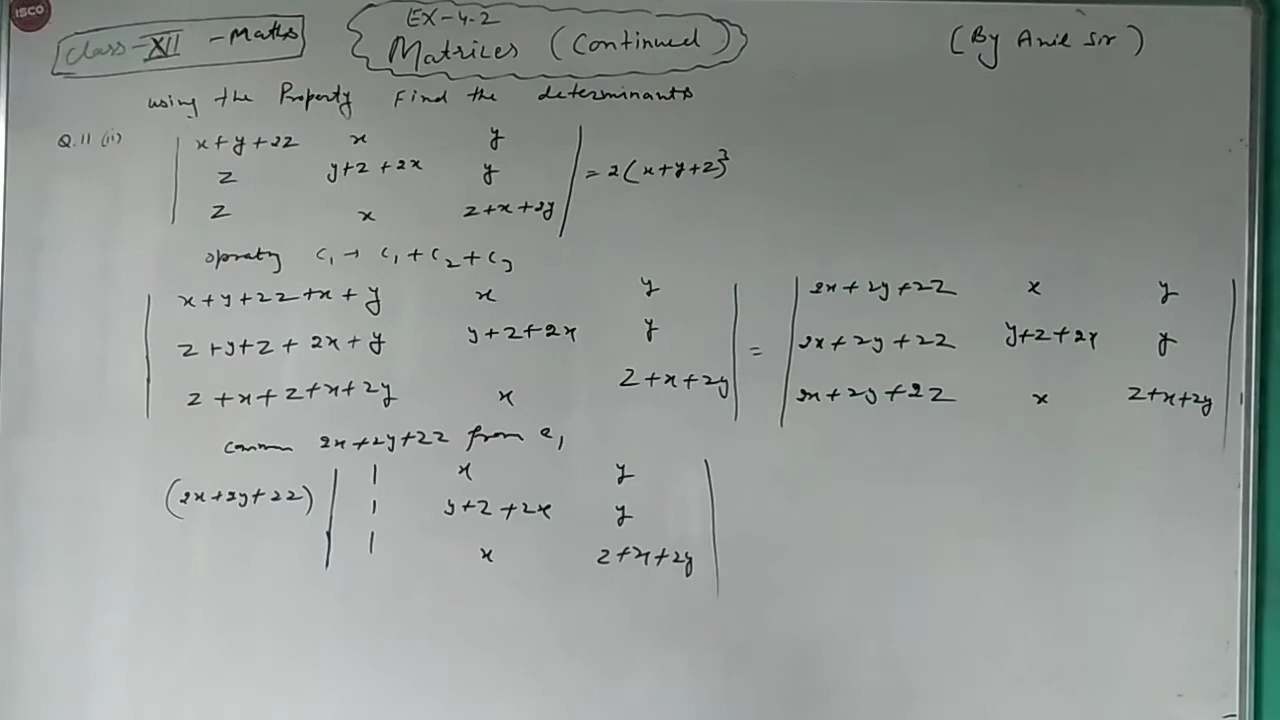 ISCO
Class-XII - Maths
EX-4.2
Matrices (Continued)
(By Anil Sir)
using the Property Find the determinants
Q.11 (ii)
| x+y+2z x y |
| z y+z+2x y | = 2(x+y+z)³
| z x z+x+2y |
opratg C₁ → C₁+C₂+C₃
| x+y+2z+x+y x y | | 2x+2y+2z x y |
| z+y+z+2x+y y+z+2x y | = | 2x+2y+2z y+z+2x y |
| z+x+z+x+2y x z+x+2y | | 2x+2y+2z x z+x+2y |
common 2x+2y+2z from c₁
| 1 x y |
(2x+2y+2z) | 1 y+z+2x y |
| 1 x z+x+2y |